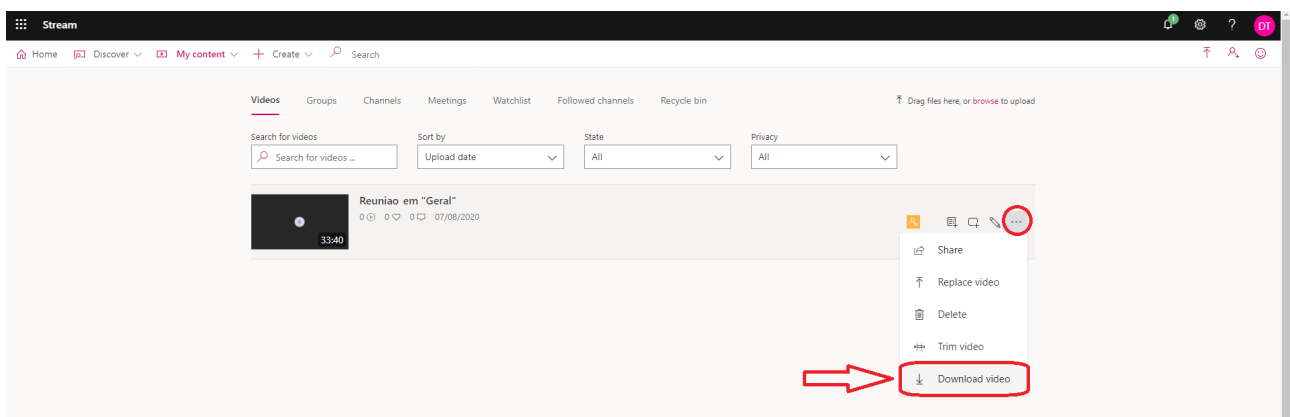 Stream
1
?
DT
Home Discover My content Create Search
Videos Groups Channels Meetings Watchlist Followed channels Recycle bin
Drag files here, or browse to upload
Search for videos Sort by State Privacy
Search for videos ... Upload date All All
Reuniao em "Geral"
0 0 0 07/08/2020
33:40
Share
Replace video
Delete
Trim video
Download video